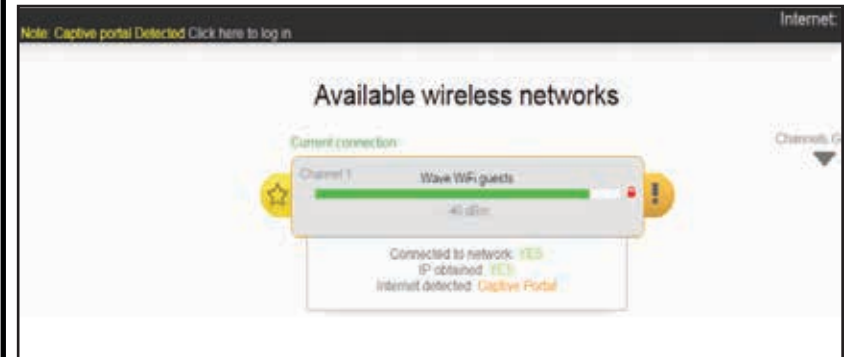 Internet:
Note: Captive portal Detected Click here to log in
Available wireless networks
Current connection
Channels, G
Channel 1
Wave WiFi guests
-40 dBm
Connected to network: YES
IP obtained: YES
Internet detected: Captive Portal